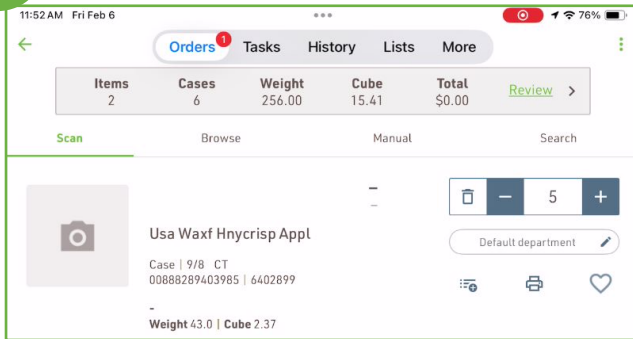 11:52 AM Fri Feb 6 76%
Orders 1 Tasks History Lists More
Items Cases Weight Cube Total
2 6 256.00 15.41 $0.00 Review
Scan Browse Manual Search
– 5 +
Usa Waxf Hnycrisp Appl
Default department
Case | 9/8 CT
00888289403985 | 6402899
-
Weight 43.0 | Cube 2.37